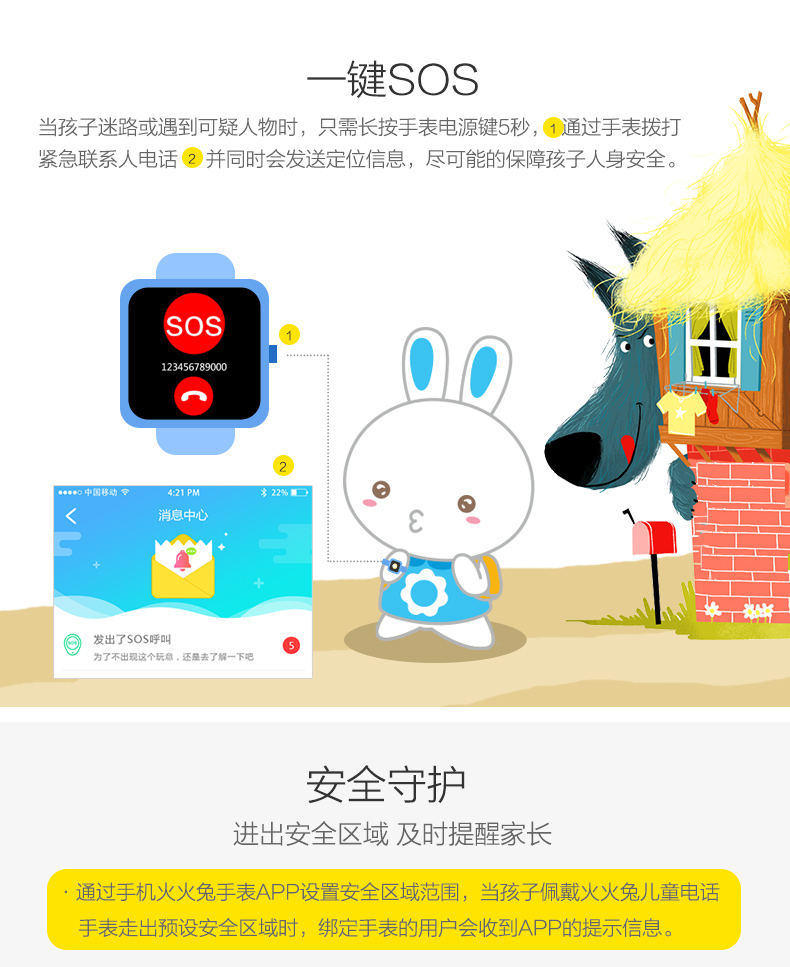 一键SOS
当孩子迷路或遇到可疑人物时，只需长按手表电源键5秒，1通过手表拨打
紧急联系人电话 2 并同时会发送定位信息，尽可能的保障孩子人身安全。
SOS
1
123456789000
2
中国移动 4:21 PM 22%
消息中心
发出了SOS呼叫
5
为了不出现这个玩意，还是去了解一下吧
安全守护
进出安全区域 及时提醒家长
· 通过手机火火兔手表APP设置安全区域范围，当孩子佩戴火火兔儿童电话
手表走出预设安全区域时，绑定手表的用户会收到APP的提示信息。